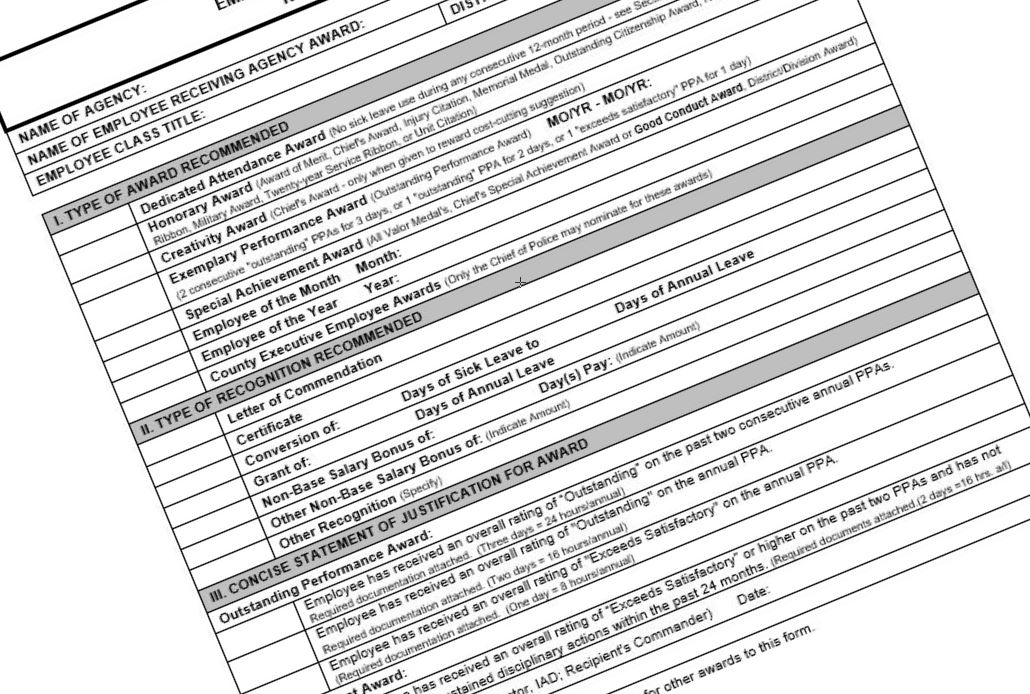 NAME OF AGENCY:
NAME OF EMPLOYEE RECEIVING AGENCY AWARD:
EMPLOYEE CLASS TITLE:
I. TYPE OF AWARD RECOMMENDED
Dedicated Attendance Award (No sick leave use during any consecutive 12-month period - see
Honorary Award (Award of Merit, Chief's Award, Injury Citation, Memorial Medal, Outstanding Citizenship Award,
Ribbon, Military Award, Twenty-year Service Ribbon, or Unit Citation)
Creativity Award (Chief's Award - only when given to reward cost-cutting suggestion)
Exemplary Performance Award (Outstanding Performance Award) MO/YR - MO/YR:
(2 consecutive "outstanding" PPAs for 3 days, or 1 "outstanding" PPA for 2 days, or 1 "exceeds satisfactory" PPA for 1 day)
Special Achievement Award (All Valor Medal's, Chief's Special Achievement Award or Good Conduct Award, District/Division Award)
Employee of the Month Month:
Employee of the Year Year:
County Executive Employee Awards (Only the Chief of Police may nominate for these awards)
II. TYPE OF RECOGNITION RECOMMENDED
Letter of Commendation
Certificate
Conversion of: Days of Sick Leave to Days of Annual Leave
Grant of: Days of Annual Leave
Non-Base Salary Bonus of: Day(s) Pay: (Indicate Amount)
Other Non-Base Salary Bonus of: (Indicate Amount)
Other Recognition (Specify)
III. CONCISE STATEMENT OF JUSTIFICATION FOR AWARD
Outstanding Performance Award:
Employee has received an overall rating of "Outstanding" on the past two consecutive annual PPAs.
Required documentation attached. (Three days = 24 hours/annual)
Employee has received an overall rating of "Outstanding" on the annual PPA.
Required documentation attached. (Two days = 16 hours/annual)
Employee has received an overall rating of "Exceeds Satisfactory" on the annual PPA.
(Required documentation attached. (One day = 8 hours/annual)
has received an overall rating of "Exceeds Satisfactory" or higher on the past two PPAs and has not
disciplinary actions within the past 24 months. (Required documents attached.(2 days =16 hrs. a/l)
Award:
IAD; Recipient's Commander) Date:
for other awards to this form.